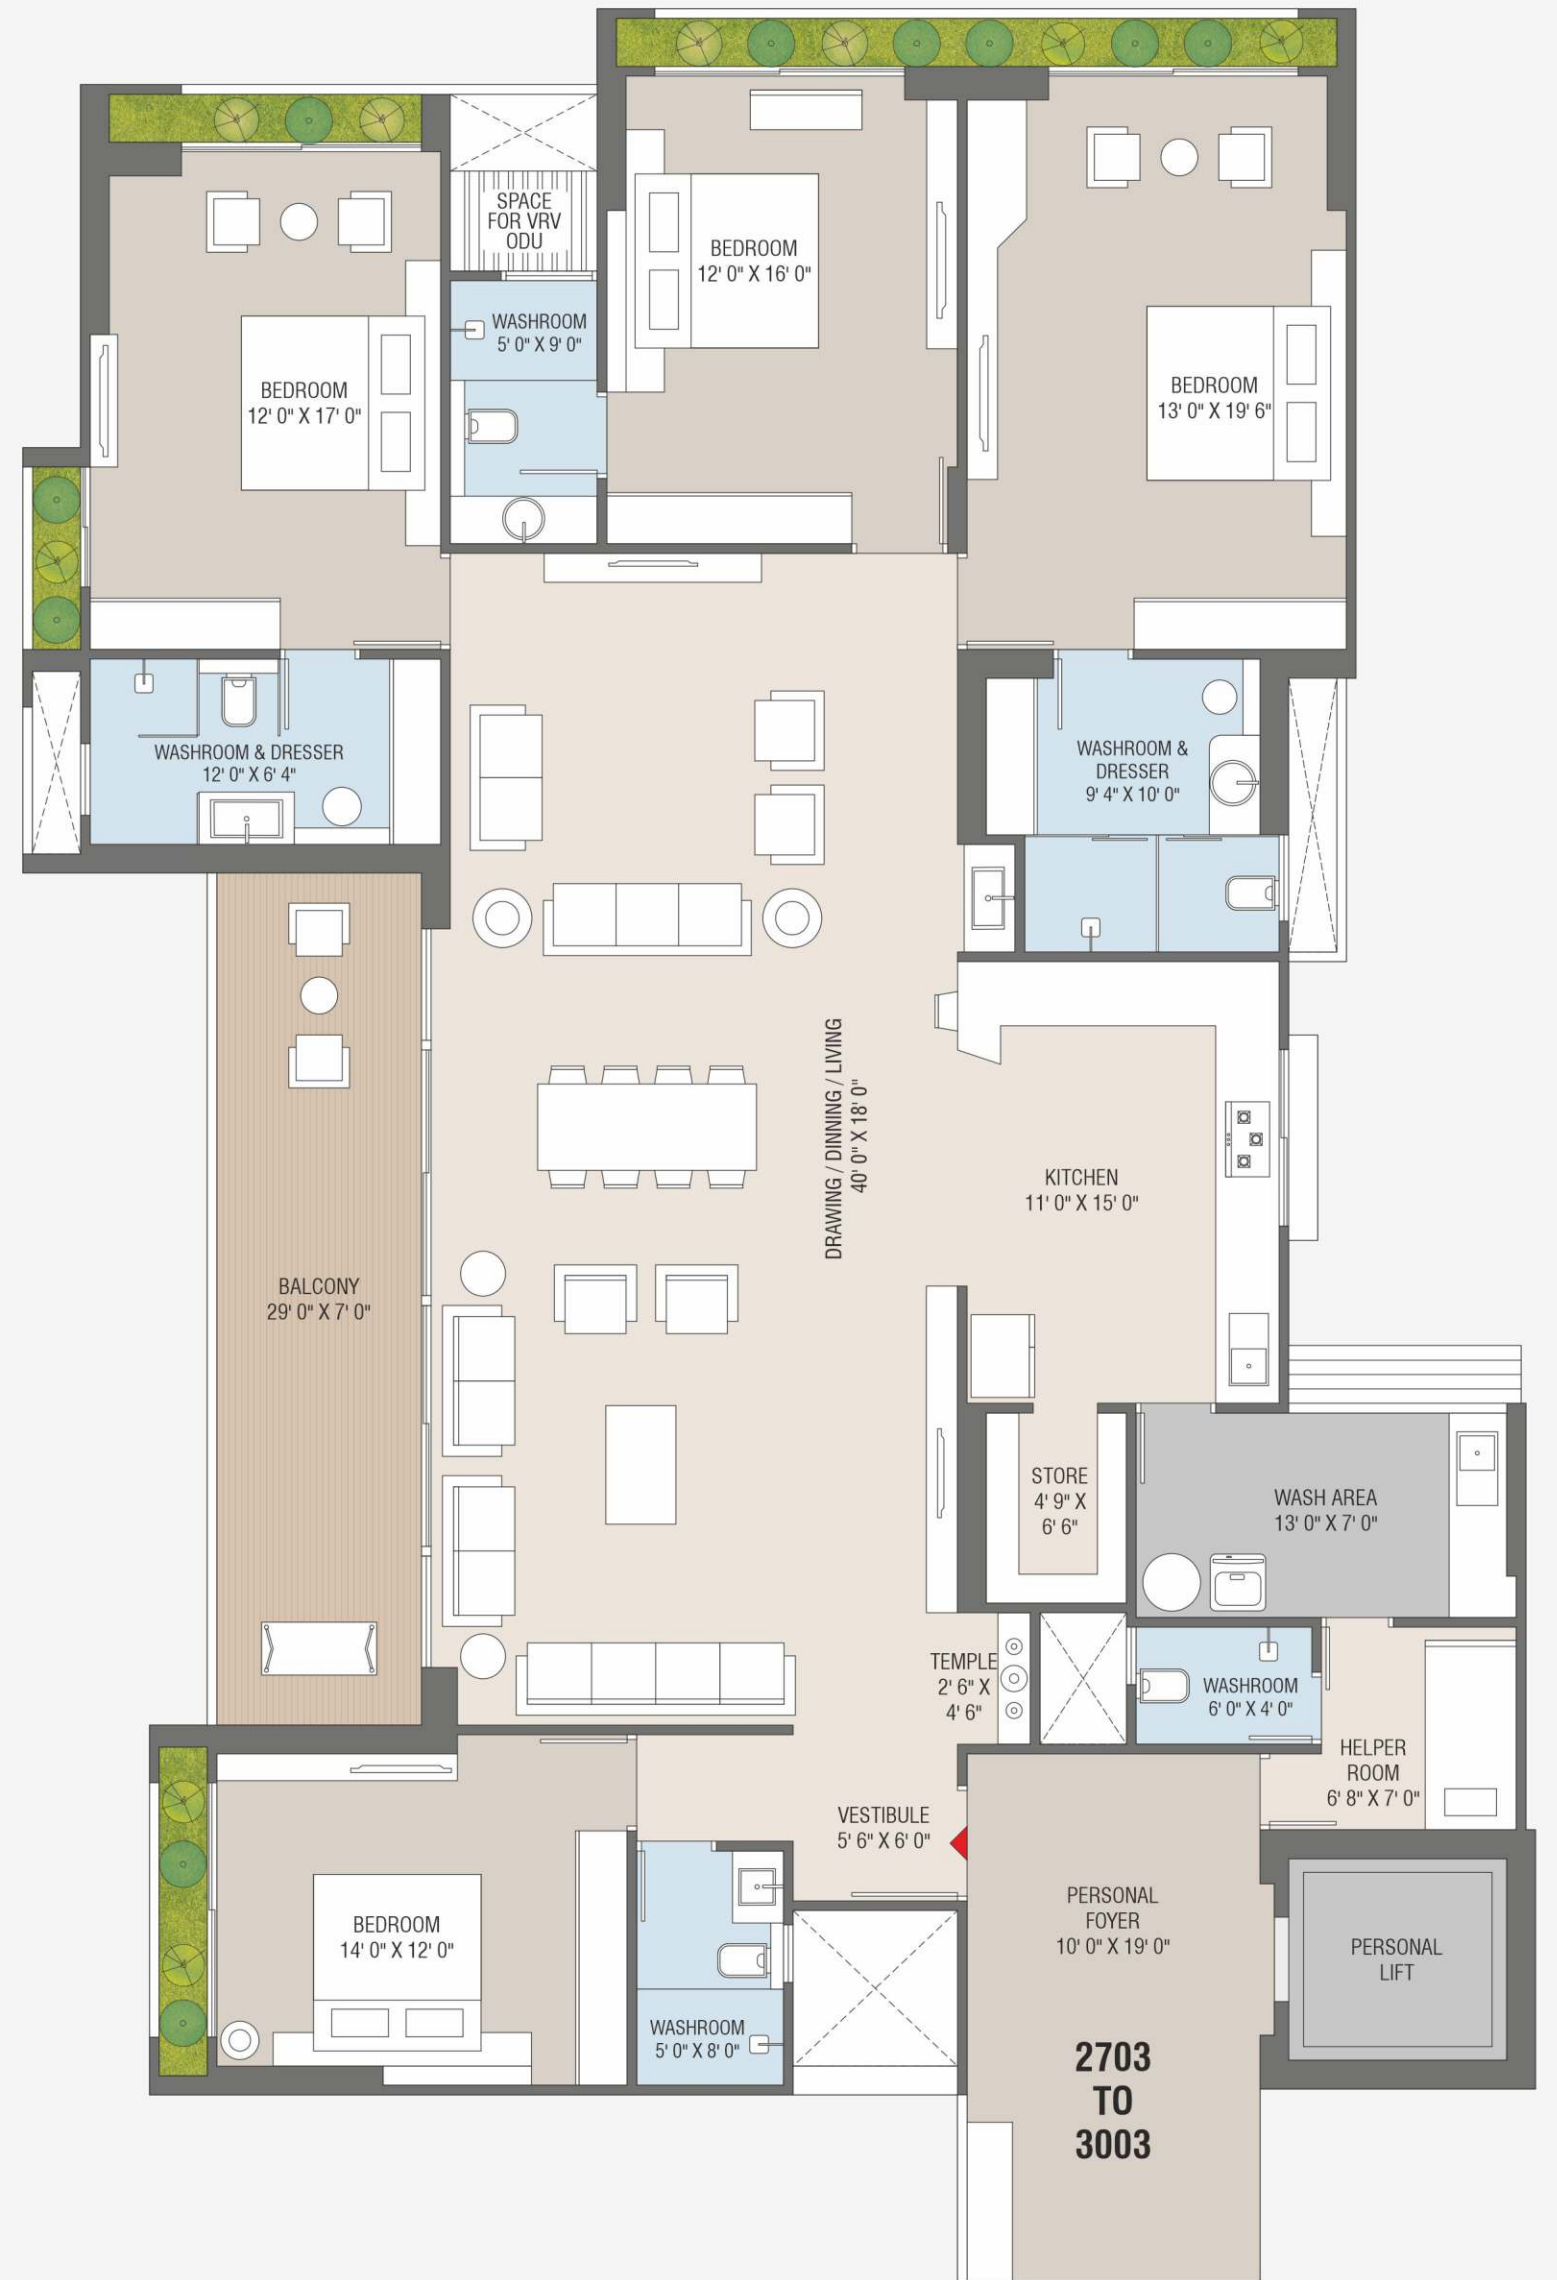 SPACE
FOR VRV
ODU
BEDROOM
12' 0" X 16' 0"
WASHROOM
5' 0" X 9' 0"
BEDROOM
12' 0" X 17' 0"
BEDROOM
13' 0" X 19' 6"
WASHROOM & DRESSER
12' 0" X 6' 4"
WASHROOM &
DRESSER
9' 4" X 10' 0"
DRAWING / DINNING / LIVING
40' 0" X 18' 0"
KITCHEN
11' 0" X 15' 0"
BALCONY
29' 0" X 7' 0"
STORE
4' 9" X
6' 6"
WASH AREA
13' 0" X 7' 0"
TEMPLE
2' 6" X
4' 6"
WASHROOM
6' 0" X 4' 0"
HELPER
ROOM
6' 8" X 7' 0"
VESTIBULE
5' 6" X 6' 0"
PERSONAL
FOYER
10' 0" X 19' 0"
BEDROOM
14' 0" X 12' 0"
PERSONAL
LIFT
WASHROOM
5' 0" X 8' 0"
2703
TO
3003